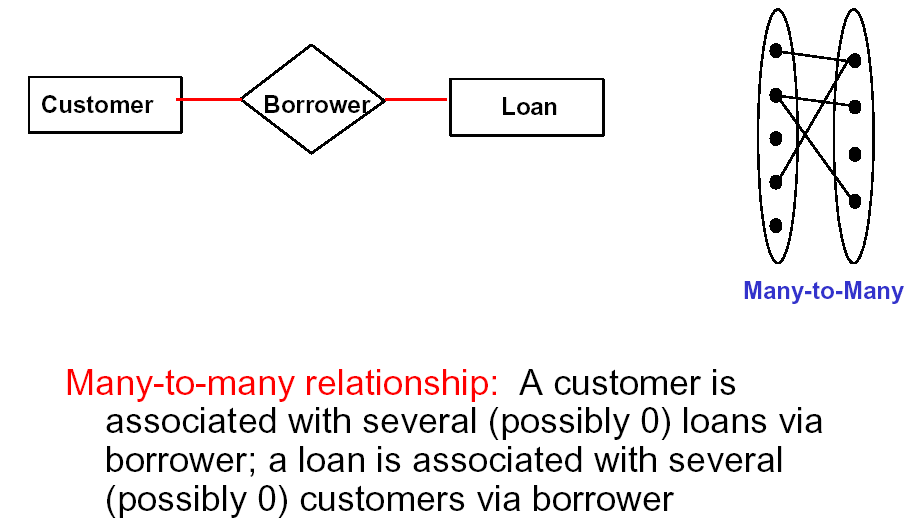 Customer
Borrower
Loan
Many-to-Many
Many-to-many relationship: A customer is
associated with several (possibly 0) loans via
borrower; a loan is associated with several
(possibly 0) customers via borrower